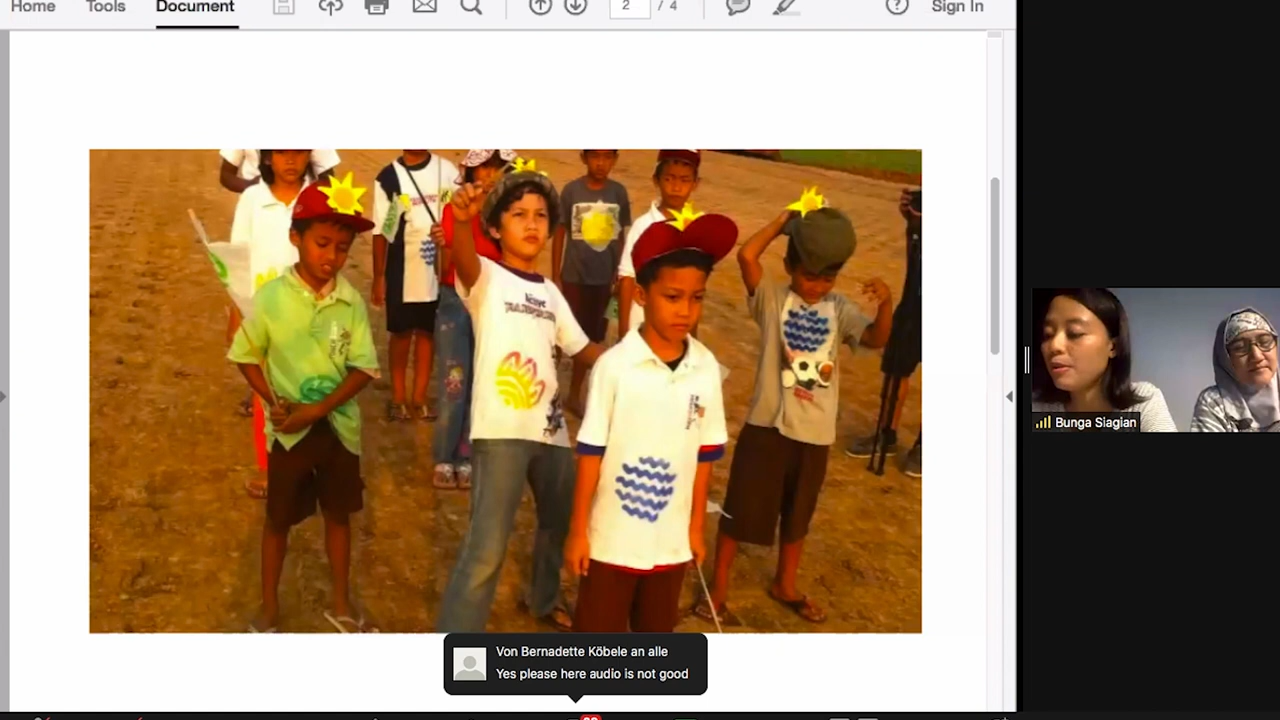 Home Tools Document 2 / 4 Sign In
Bunga Siagian
Von Bernadette Köbele an alle
Yes please here audio is not good